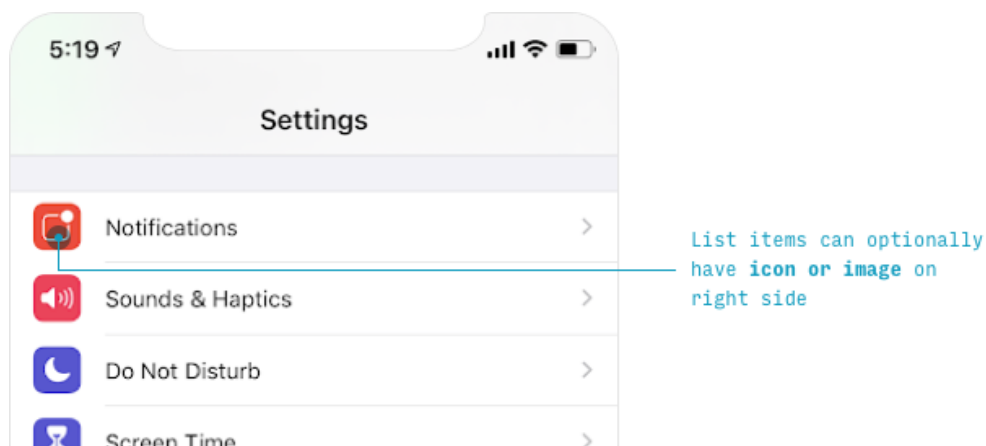 5:19
Settings
Notifications
List items can optionally
have icon or image on
right side
Sounds & Haptics
Do Not Disturb
Screen Time